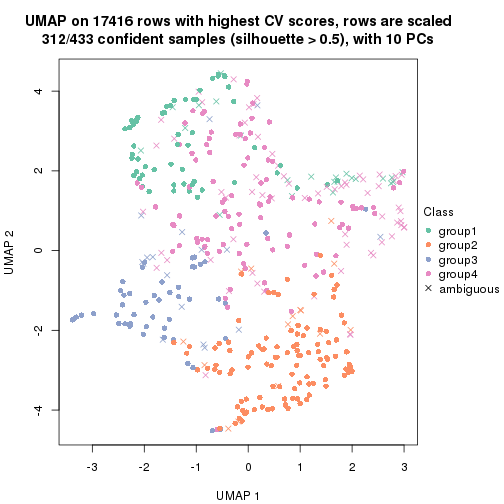 UMAP on 17416 rows with highest CV scores, rows are scaled
312/433 confident samples (silhouette > 0.5), with 10 PCs
4
2
0
-2
-4
UMAP 2
-3
-2
-1
0
1
2
3
UMAP 1
Class
group1
group2
group3
group4
ambiguous